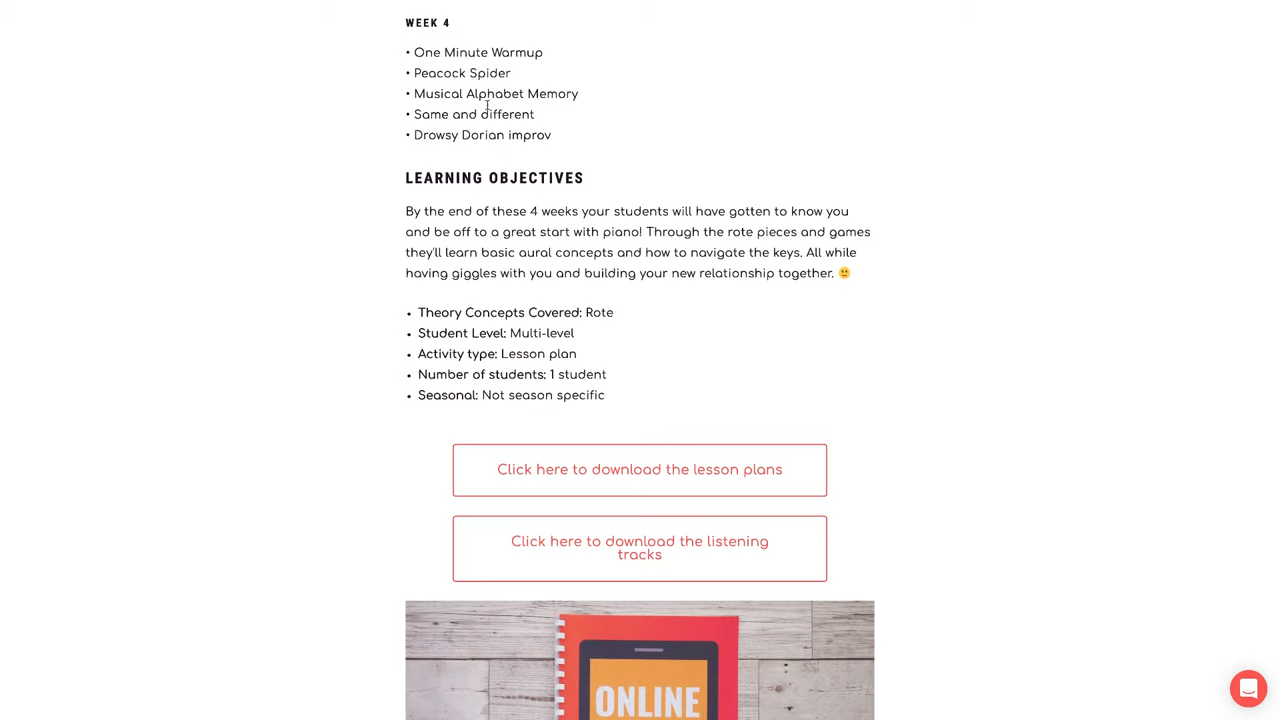 WEEK 4
• One Minute Warmup
• Peacock Spider
• Musical Alphabet Memory
• Same and different
• Drowsy Dorian improv
LEARNING OBJECTIVES
By the end of these 4 weeks your students will have gotten to know you
and be off to a great start with piano! Through the rote pieces and games
they'll learn basic aural concepts and how to navigate the keys. All while
having giggles with you and building your new relationship together. 🙂
• Theory Concepts Covered: Rote
• Student Level: Multi-level
• Activity type: Lesson plan
• Number of students: 1 student
• Seasonal: Not season specific
Click here to download the lesson plans
Click here to download the listening
tracks
ONLINE